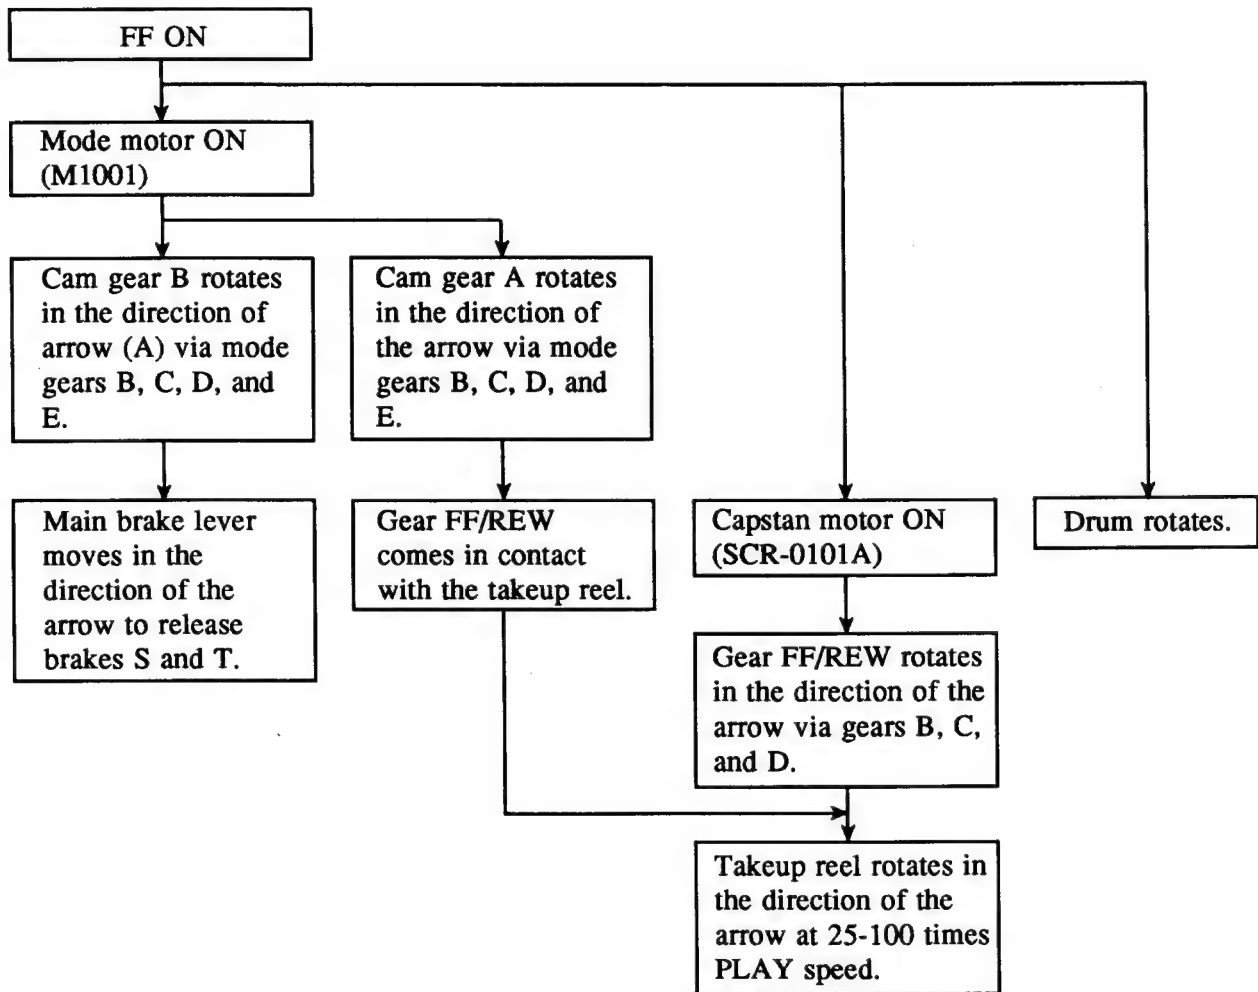 FF ON
Mode motor ON
(M1001)
Cam gear B rotates
in the direction of
arrow (A) via mode
gears B, C, D, and
E.
Cam gear A rotates
in the direction of
the arrow via mode
gears B, C, D, and
E.
Main brake lever
moves in the
direction of the
arrow to release
brakes S and T.
Gear FF/REW
comes in contact
with the takeup reel.
Capstan motor ON
(SCR-0101A)
Drum rotates.
Gear FF/REW rotates
in the direction of the
arrow via gears B, C,
and D.
Takeup reel rotates in
the direction of the
arrow at 25-100 times
PLAY speed.